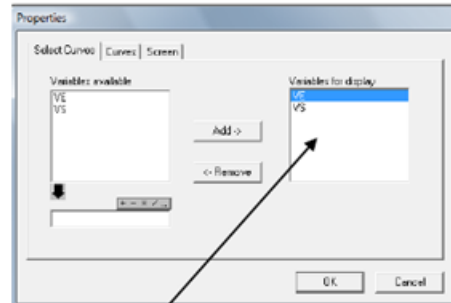 Properties
Select Curves | Curves | Screen
Variables available
VE
VS
Add ->
<- Remove
Variables for display
VE
VS
+ - × / ...
OK
Cancel